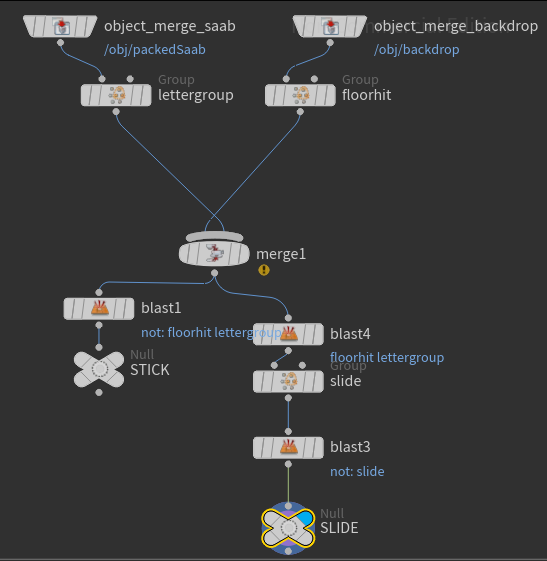 object_merge_saab
/obj/packedSaab
object_merge_backdrop
/obj/backdrop
Group
lettergroup
Group
floorhit
merge1
blast1
not: floorhit lettergroup
Null
STICK
blast4
floorhit lettergroup
Group
slide
blast3
not: slide
Null
SLIDE